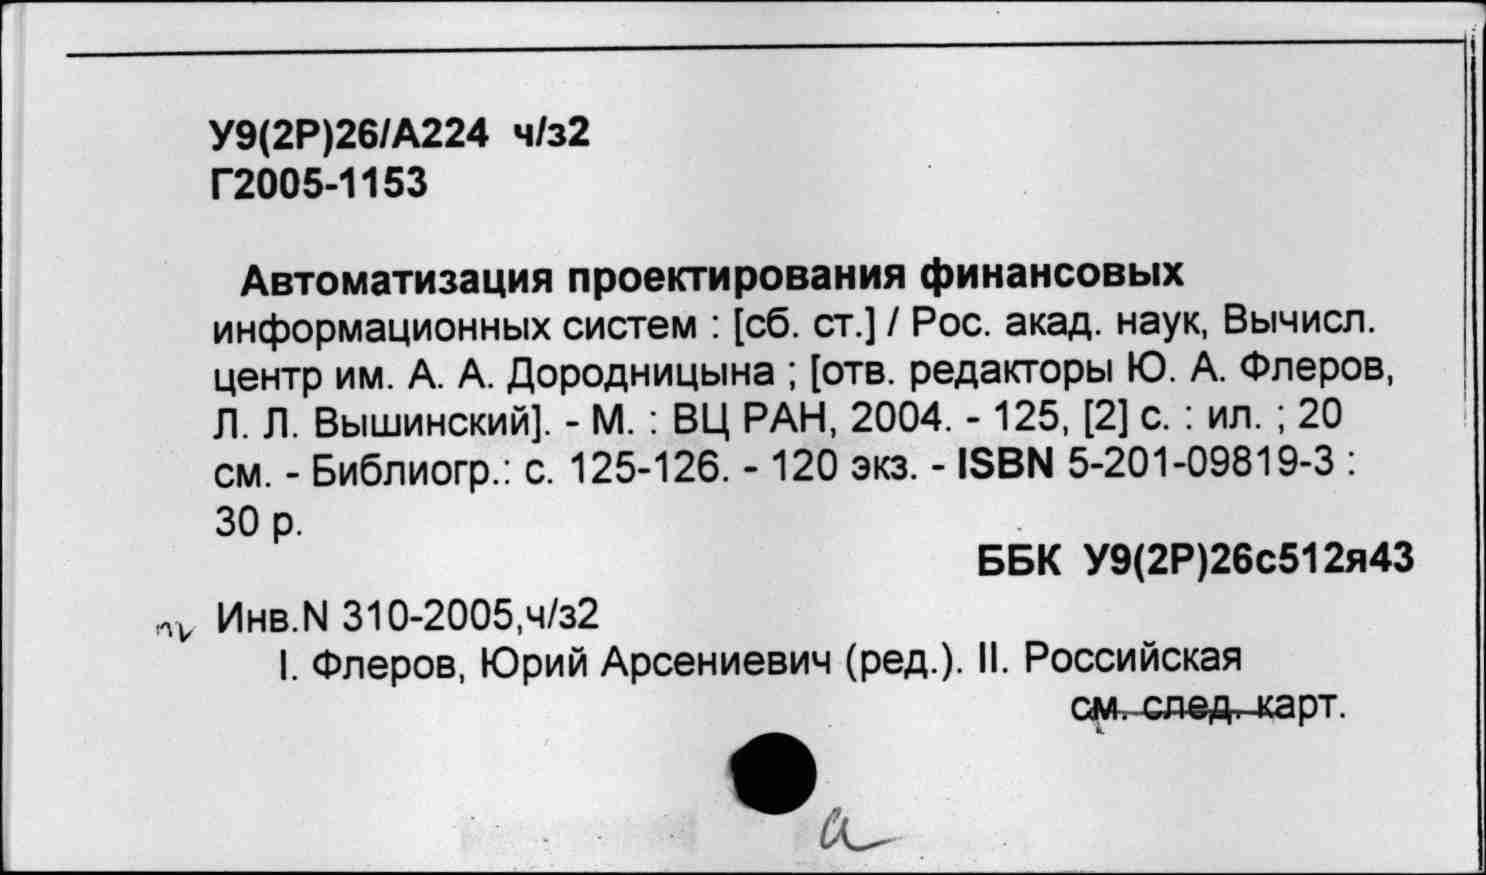 У9(2Р)26/А224 ч/з2
Г2005-1153
Автоматизация проектирования финансовых
информационных систем : [сб. ст.] / Рос. акад. наук, Вычисл.
центр им. А. А. Дородницына ; [отв. редакторы Ю. А. Флеров,
Л. Л. Вышинский]. - М. : ВЦ РАН, 2004. - 125, [2] с. : ил. ; 20
см. - Библиогр.: с. 125-126. - 120 экз. - ISBN 5-201-09819-3 :
30 р.
ББК У9(2Р)26с512я43
Инв.N 310-2005,ч/з2
I. Флеров, Юрий Арсениевич (ред.). II. Российская
см. след. карт.
а